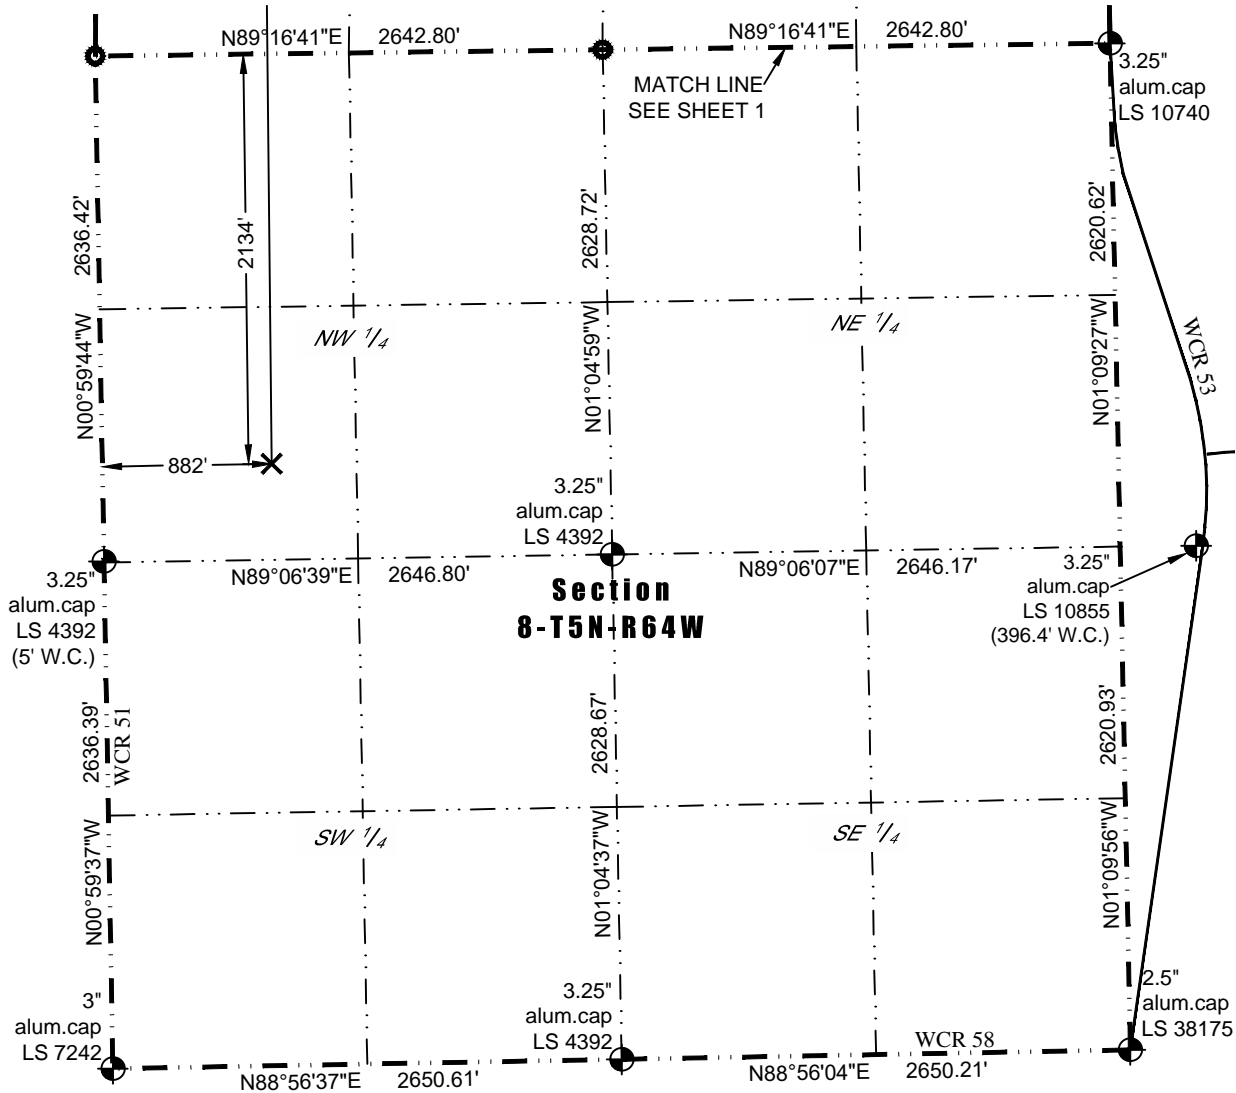 N89°16'41"E 2642.80'
N89°16'41"E 2642.80'
MATCH LINE
SEE SHEET 1
3.25"
alum.cap
LS 10740
2636.42'
N00°59'44"W
2134'
882'
2628.72'
N01°04'59"W
2620.62'
N01°09'27"W
WCR 53
NW 1/4
NE 1/4
3.25"
alum.cap
LS 4392
3.25"
alum.cap
LS 4392
(5' W.C.)
N89°06'39"E 2646.80'
N89°06'07"E 2646.17'
Section
8-T5N-R64W
3.25"
alum.cap
LS 10855
(396.4' W.C.)
2636.39'
WCR 51
N00°59'37"W
2628.67'
N01°04'37"W
2620.93'
N01°09'56"W
SW 1/4
SE 1/4
3"
alum.cap
LS 7242
3.25"
alum.cap
LS 4392
2.5"
alum.cap
LS 38175
WCR 58
N88°56'37"E 2650.61'
N88°56'04"E 2650.21'